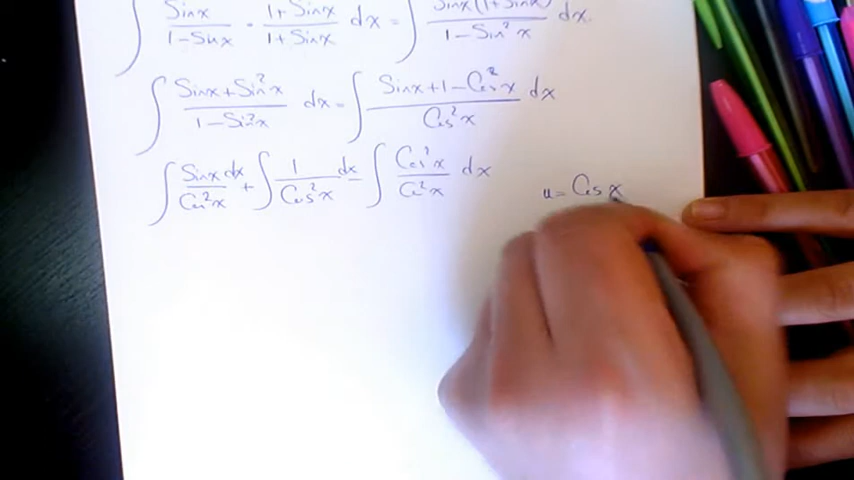 ∫ Sinx/1-Sinx · 1+Sinx/1+Sinx dx = ∫ Sinx(1+Sinx)/1-Sin²x dx
∫ Sinx+Sin²x/1-Sin²x dx = ∫ Sinx+1-Cos²x/Cos²x dx
∫ Sinx dx/Cos²x + ∫ 1/Cos²x dx - ∫ Cos²x/Cos²x dx
u = Cos x